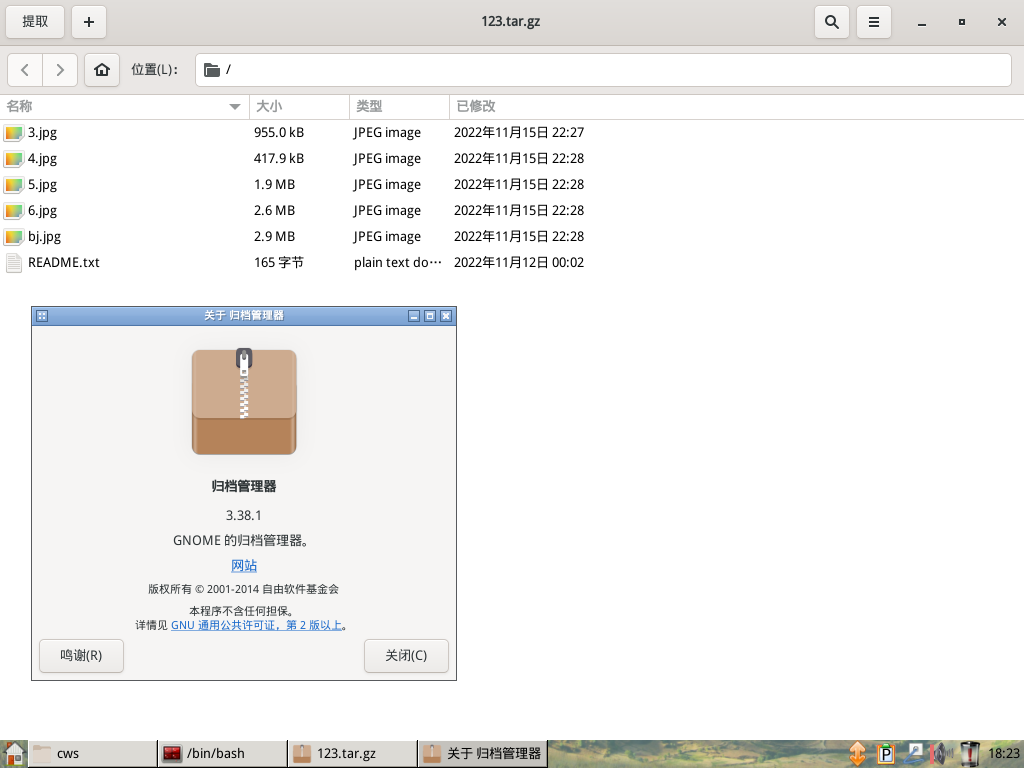 提取 + 123.tar.gz
位置(L)： /
名称 大小 类型 已修改
3.jpg 955.0 kB JPEG image 2022年11月15日 22:27
4.jpg 417.9 kB JPEG image 2022年11月15日 22:28
5.jpg 1.9 MB JPEG image 2022年11月15日 22:28
6.jpg 2.6 MB JPEG image 2022年11月15日 22:28
bj.jpg 2.9 MB JPEG image 2022年11月15日 22:28
README.txt 165 字节 plain text do… 2022年11月12日 00:02
关于 归档管理器
归档管理器
3.38.1
GNOME 的归档管理器。
网站
版权所有 © 2001-2014 自由软件基金会
本程序不含任何担保。
详情见 GNU 通用公共许可证，第 2 版以上。
鸣谢(R) 关闭(C)
cws /bin/bash 123.tar.gz 关于 归档管理器 P 18:23